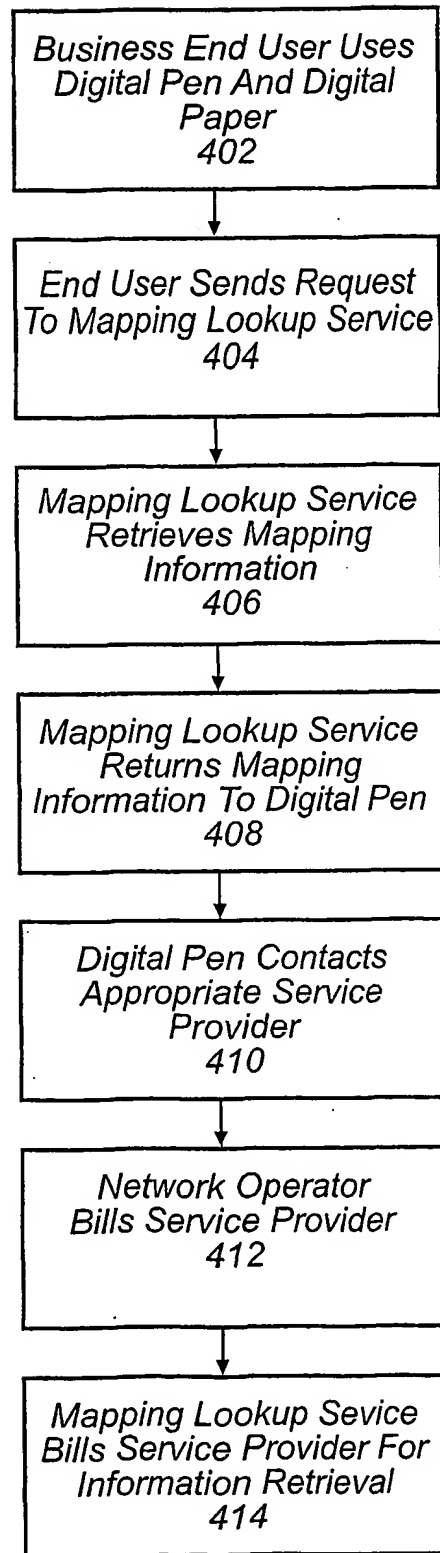 Business End User Uses
Digital Pen And Digital
Paper
402
End User Sends Request
To Mapping Lookup Service
404
Mapping Lookup Service
Retrieves Mapping
Information
406
Mapping Lookup Service
Returns Mapping
Information To Digital Pen
408
Digital Pen Contacts
Appropriate Service
Provider
410
Network Operator
Bills Service Provider
412
Mapping Lookup Sevice
Bills Service Provider For
Information Retrieval
414